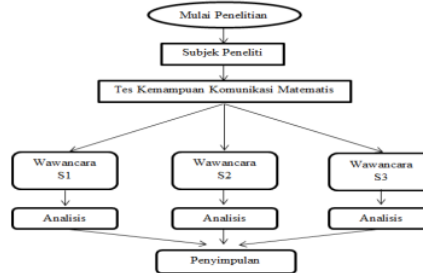 Mulai Penelitian
Subjek Peneliti
Tes Kemampuan Komunikasi Matematis
Wawancara
S1
Wawancara
S2
Wawancara
S3
Analisis
Analisis
Analisis
Penyimpulan